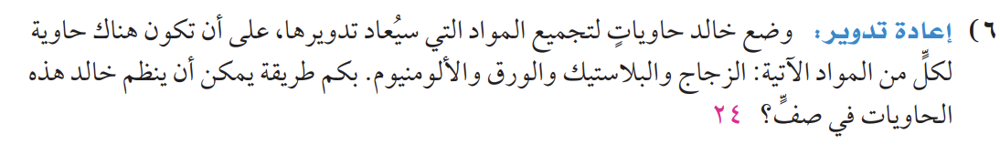 ٦) إعادة تدوير: وضع خالد حاوياتٍ لتجميع المواد التي سيُعاد تدويرها، على أن تكون هناك حاوية
لكلٍّ من المواد الآتية: الزجاج والبلاستيك والورق والألومنيوم. بكم طريقة يمكن أن ينظم خالد هذه
الحاويات في صفٍّ؟ ٢٤